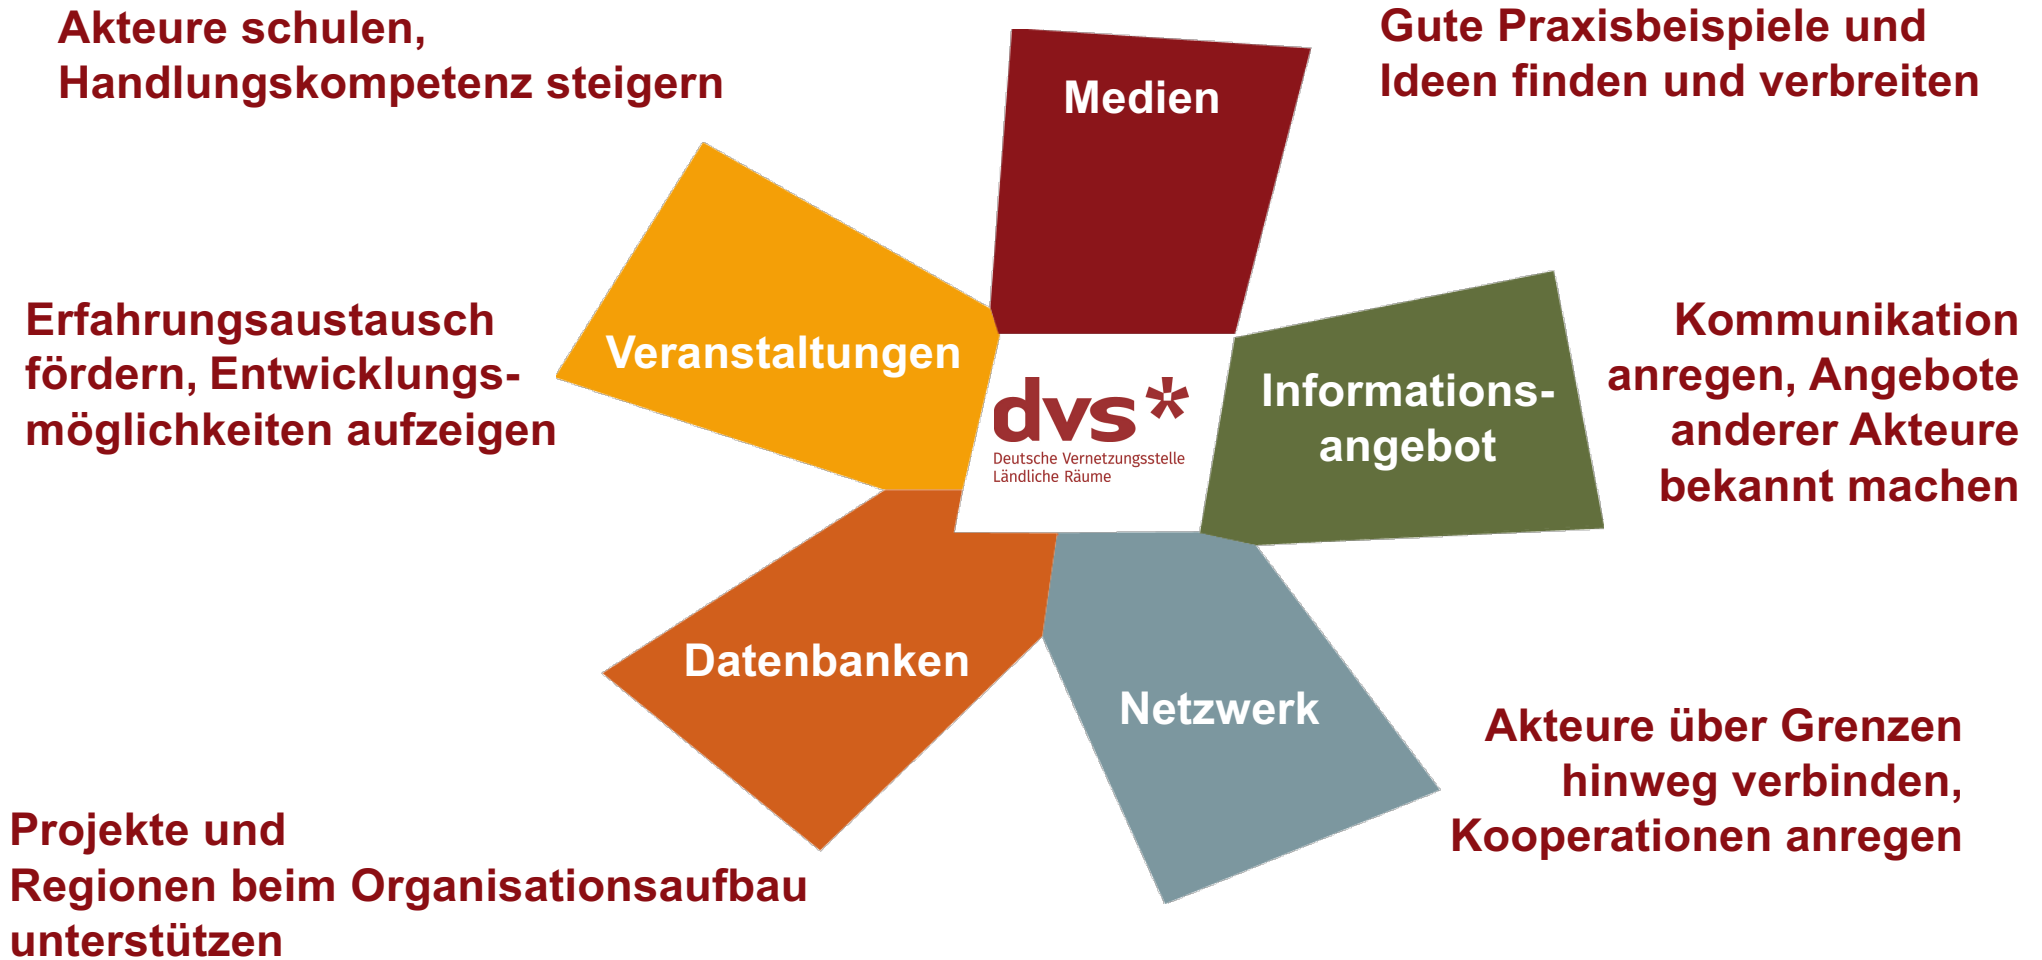 Akteure schulen,
Handlungskompetenz steigern
Medien
Gute Praxisbeispiele und
Ideen finden und verbreiten
Erfahrungsaustausch
fördern, Entwicklungs-
möglichkeiten aufzeigen
Veranstaltungen
dvs*
Deutsche Vernetzungsstelle
Ländliche Räume
Informations-
angebot
Kommunikation
anregen, Angebote
anderer Akteure
bekannt machen
Datenbanken
Netzwerk
Akteure über Grenzen
hinweg verbinden,
Kooperationen anregen
Projekte und
Regionen beim Organisationsaufbau
unterstützen